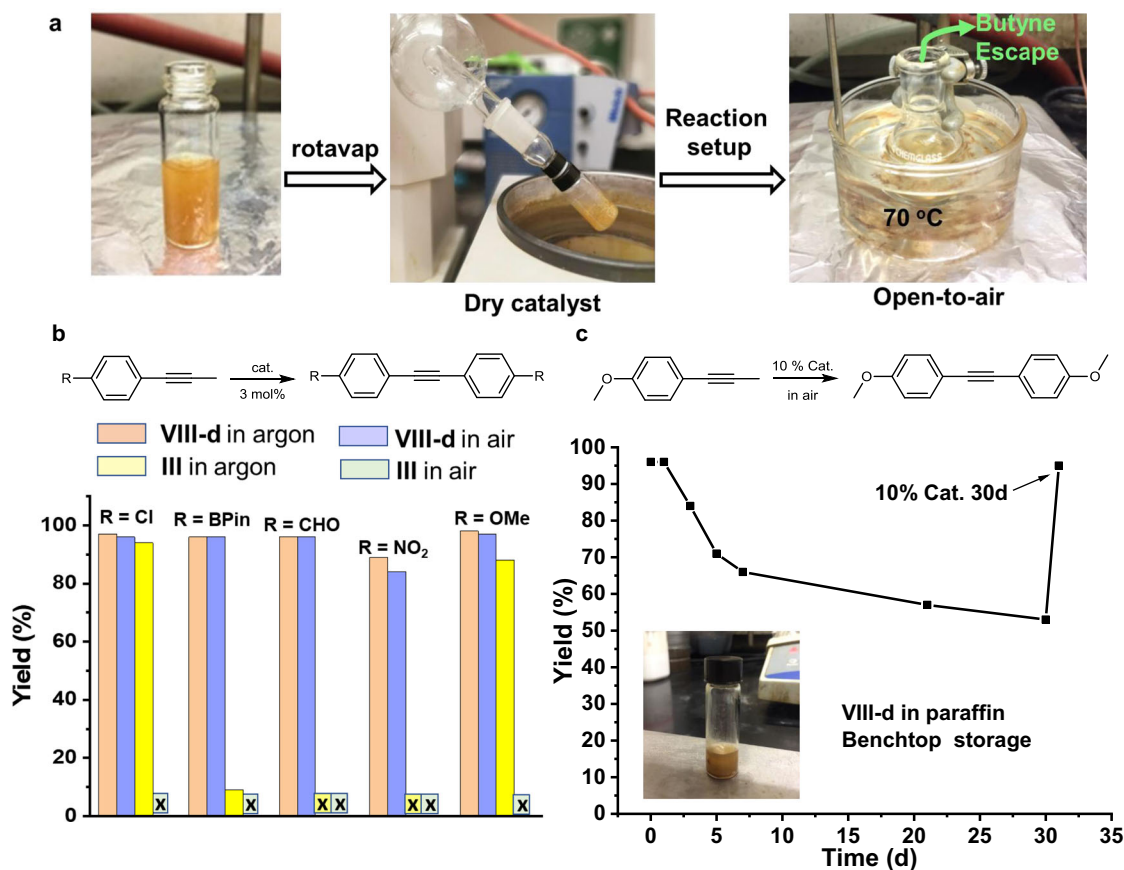 a
Butyne
Escape
rotavap
Reaction
setup
70 °C
Dry catalyst
Open-to-air
b
R
cat.
3 mol%
R
R
VIII-d in argon
VIII-d in air
III in argon
III in air
R = Cl
R = BPin
R = CHO
R = NO2
R = OMe
Yield (%)
100
80
60
40
20
0
X
X
X X
X X
X
c
O
10 % Cat.
in air
O
O
Yield (%)
100
90
80
70
60
50
40
30
20
10
0
10% Cat. 30d
VIII-d in paraffin
Benchtop storage
0 5 10 15 20 25 30 35
Time (d)